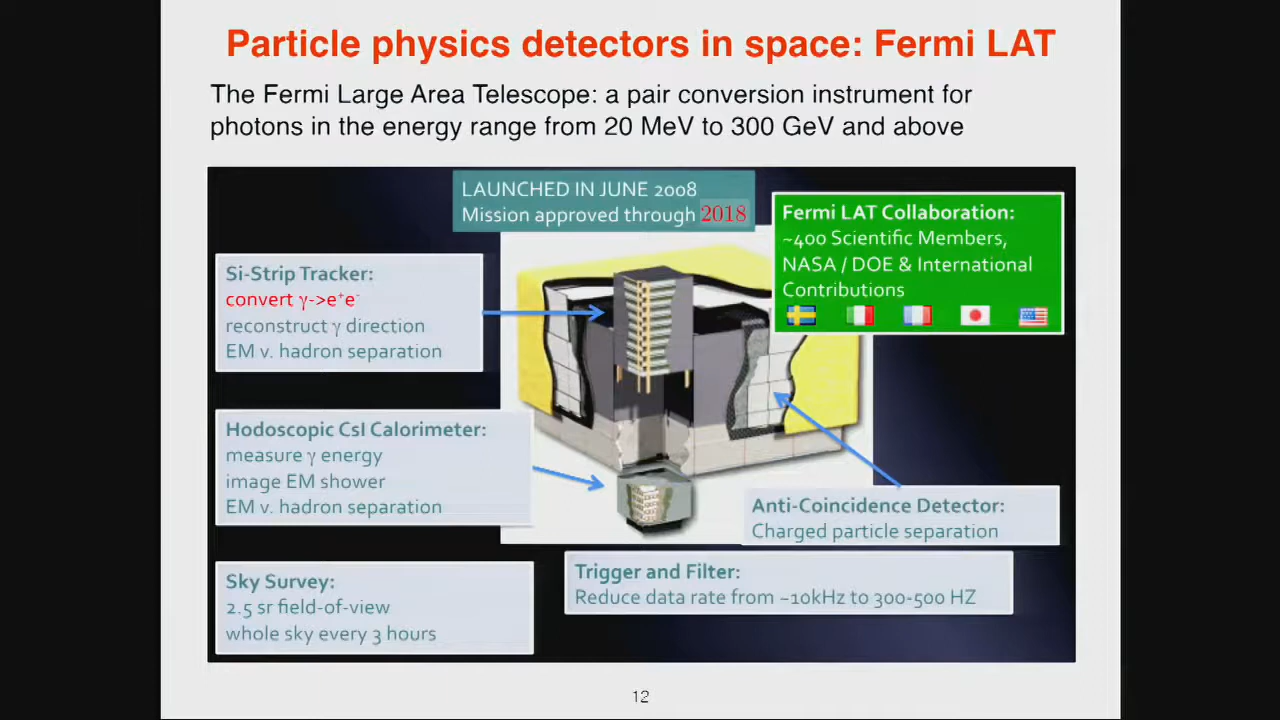 Particle physics detectors in space: Fermi LAT
The Fermi Large Area Telescope: a pair conversion instrument for
photons in the energy range from 20 MeV to 300 GeV and above
LAUNCHED IN JUNE 2008
Mission approved through 2018
Fermi LAT Collaboration:
~400 Scientific Members,
NASA / DOE & International
Contributions
Si-Strip Tracker:
convert γ->e⁺e⁻
reconstruct γ direction
EM v. hadron separation
Hodoscopic CsI Calorimeter:
measure γ energy
image EM shower
EM v. hadron separation
Anti-Coincidence Detector:
Charged particle separation
Sky Survey:
2.5 sr field-of-view
whole sky every 3 hours
Trigger and Filter:
Reduce data rate from ~10kHz to 300-500 HZ
12